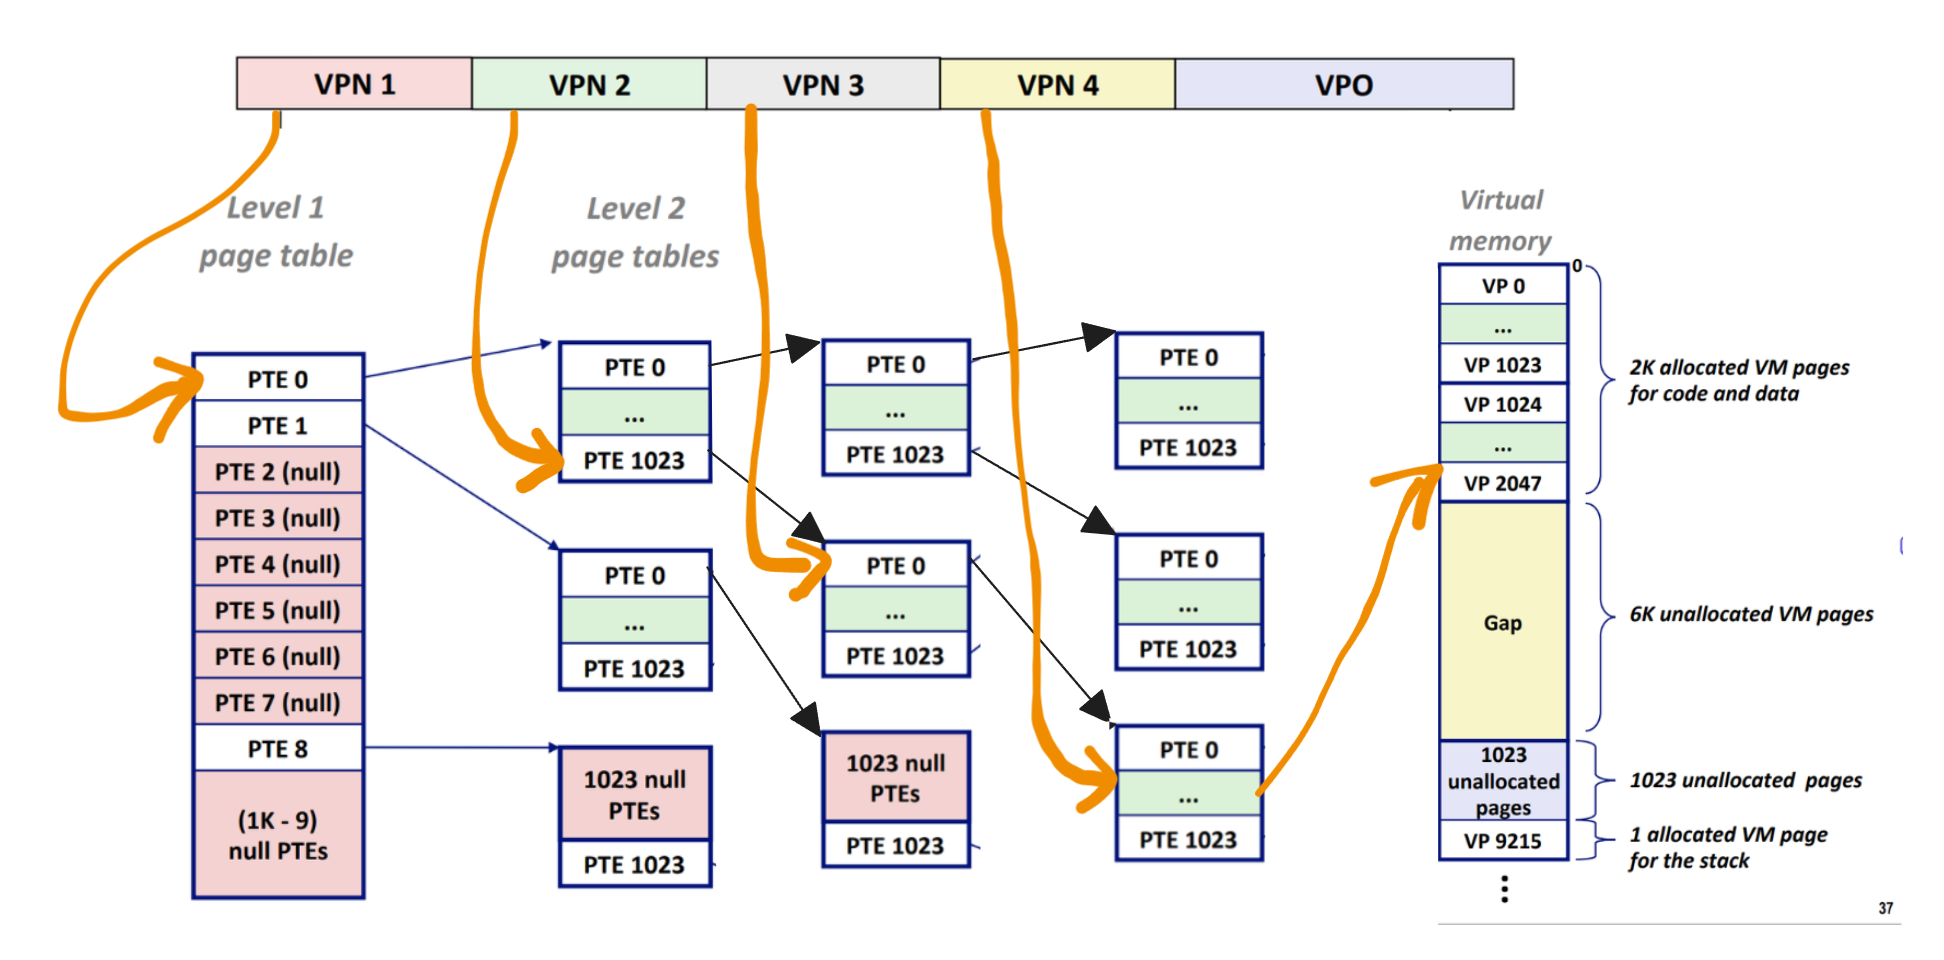 VPN 1
VPN 2
VPN 3
VPN 4
VPO
Level 1
page table
Level 2
page tables
Virtual
memory
PTE 0
PTE 1
PTE 2 (null)
PTE 3 (null)
PTE 4 (null)
PTE 5 (null)
PTE 6 (null)
PTE 7 (null)
PTE 8
(1K - 9)
null PTEs
PTE 0
...
PTE 1023
PTE 0
...
PTE 1023
1023 null
PTEs
PTE 1023
PTE 0
...
PTE 1023
PTE 0
...
PTE 1023
1023 null
PTEs
PTE 1023
PTE 0
...
PTE 1023
PTE 0
...
PTE 1023
PTE 0
...
PTE 1023
0
VP 0
...
VP 1023
VP 1024
...
VP 2047
Gap
1023
unallocated
pages
VP 9215
2K allocated VM pages
for code and data
6K unallocated VM pages
1023 unallocated pages
1 allocated VM page
for the stack
37